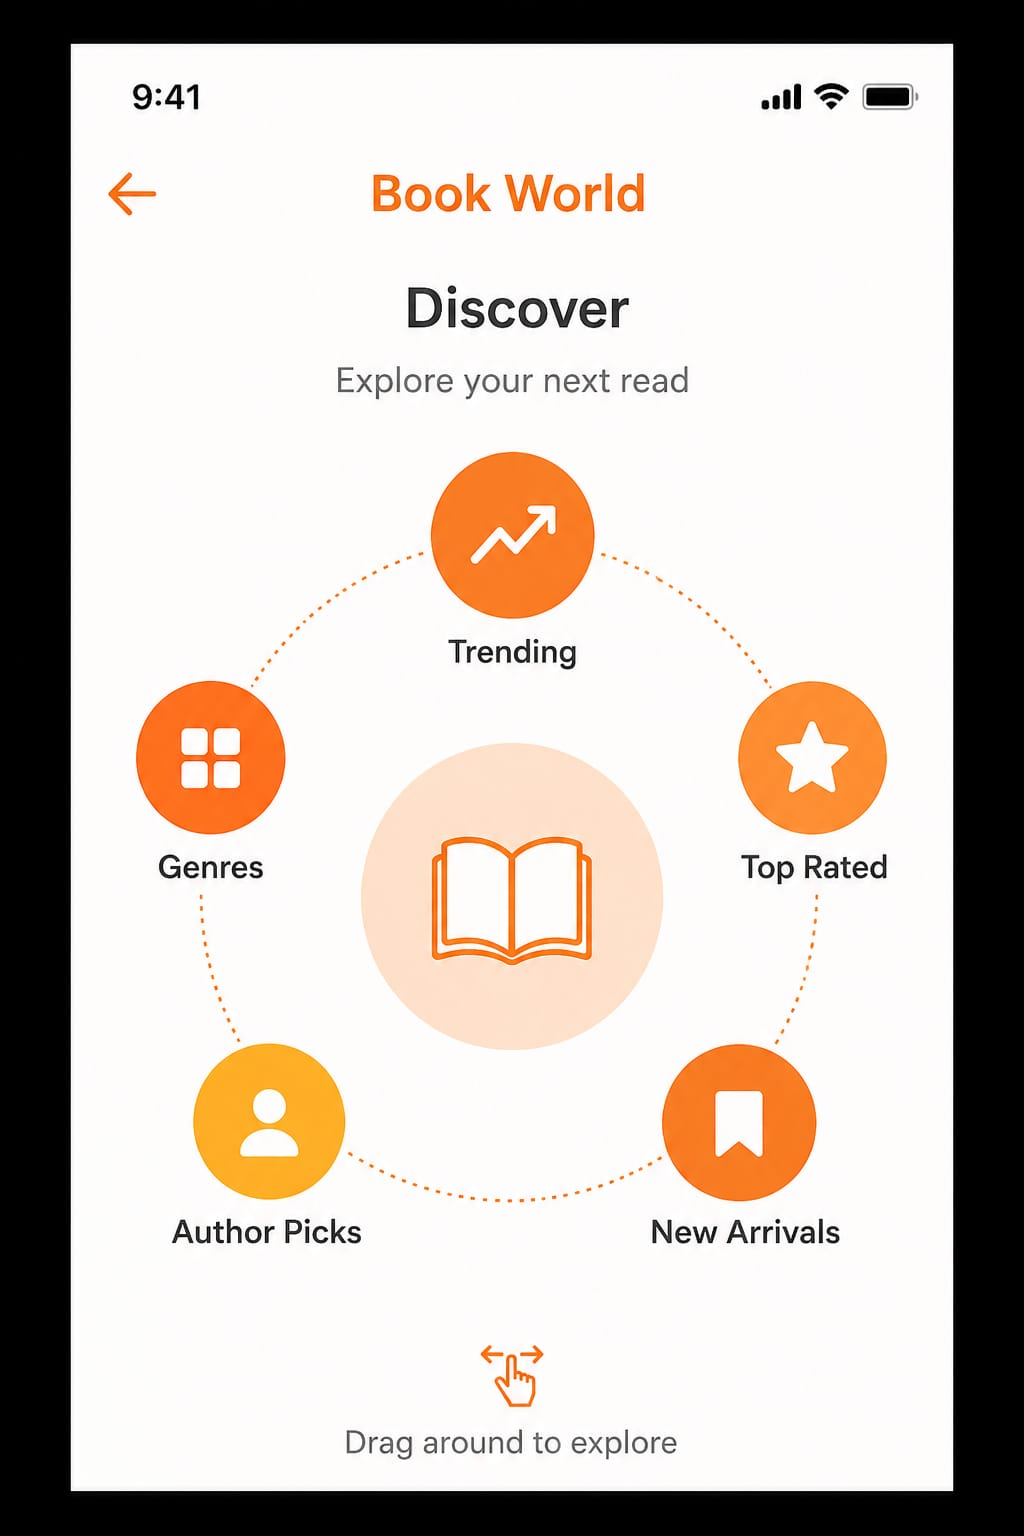 9:41
Book World
Discover
Explore your next read
Trending
Genres
Top Rated
Author Picks
New Arrivals
Drag around to explore